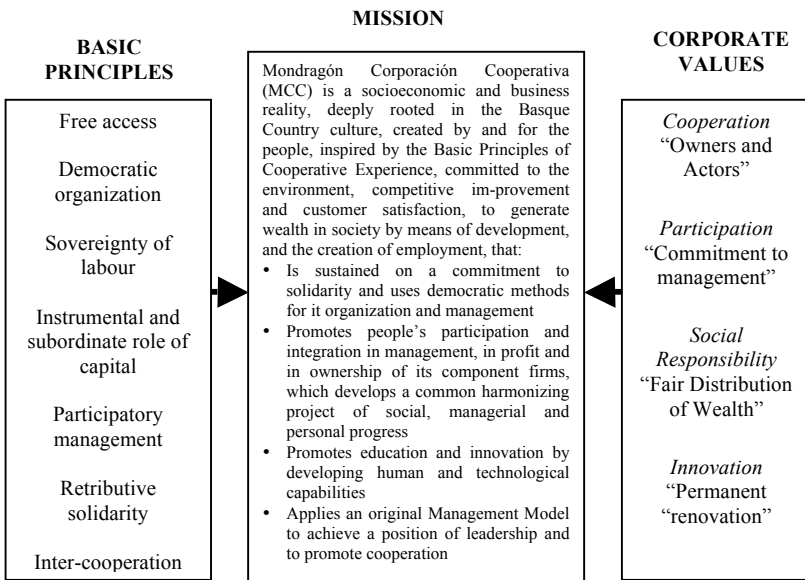 MISSION
BASIC
PRINCIPLES
Free access
Democratic
organization
Sovereignty of
labour
Instrumental and
subordinate role of
capital
Participatory
management
Retributive
solidarity
Inter-cooperation
Mondragón Corporación Cooperativa
(MCC) is a socioeconomic and business
reality, deeply rooted in the Basque
Country culture, created by and for the
people, inspired by the Basic Principles of
Cooperative Experience, committed to the
environment, competitive im-provement
and customer satisfaction, to generate
wealth in society by means of development,
and the creation of employment, that:
• Is sustained on a commitment to
solidarity and uses democratic methods
for it organization and management
• Promotes people's participation and
integration in management, in profit and
in ownership of its component firms,
which develops a common harmonizing
project of social, managerial and
personal progress
• Promotes education and innovation by
developing human and technological
capabilities
• Applies an original Management Model
to achieve a position of leadership and
to promote cooperation
CORPORATE
VALUES
Cooperation
“Owners and
Actors”
Participation
“Commitment to
management”
Social
Responsibility
“Fair Distribution
of Wealth”
Innovation
“Permanent
“renovation”